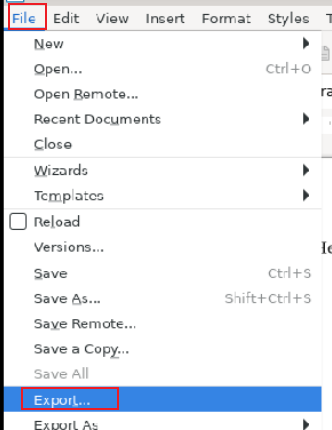 File Edit View Insert Format Styles T
New
Open... Ctrl+O
Open Remote...
Recent Documents
Close
Wizards
Templates
Reload
Versions...
Save Ctrl+S
Save As... Shift+Ctrl+S
Save Remote...
Save a Copy...
Save All
Export...
Export As